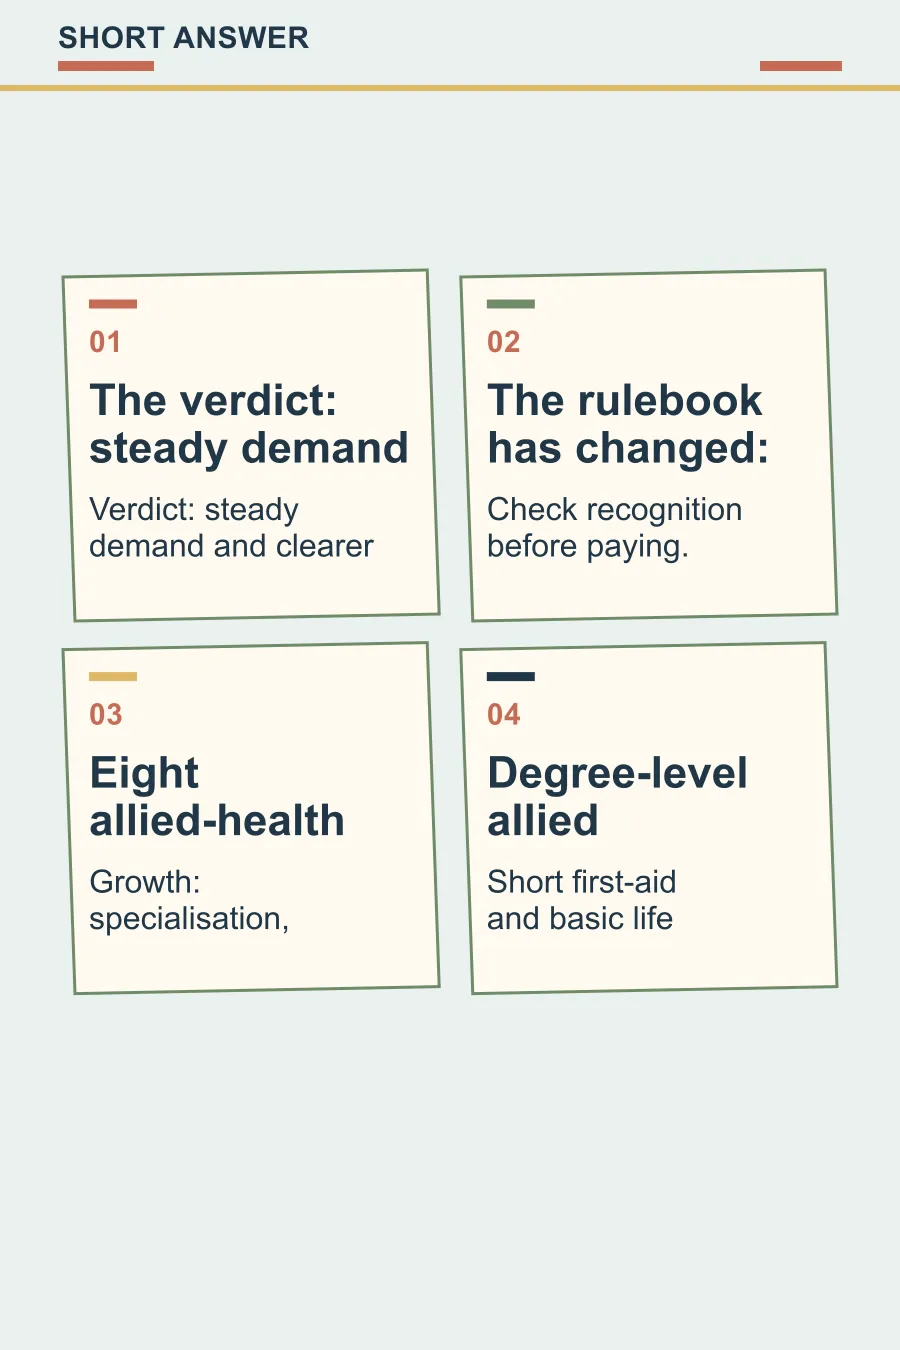 SHORT ANSWER
01
The verdict:
steady demand
Verdict: steady
demand and clearer
02
The rulebook
has changed:
Check recognition
before paying.
03
Eight
allied-health
Growth:
specialisation,
04
Degree-level
allied
Short first-aid
and basic life